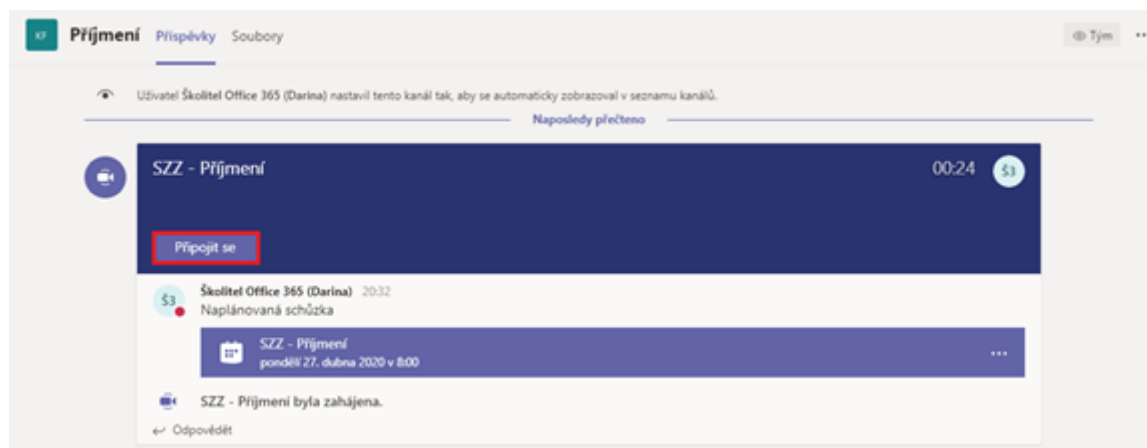 KF Příjmení Příspěvky Soubory Tým
Uživatel Školitel Office 365 (Darina) nastavil tento kanál tak, aby se automaticky zobrazoval v seznamu kanálů.
Naposledy přečteno
SZZ - Příjmení 00:24 Š3
Připojit se
Š3 Školitel Office 365 (Darina) 20:32
Naplánovaná schůzka
SZZ - Příjmení
pondělí 27. dubna 2020 v 8:00
SZZ - Příjmení byla zahájena.
Odpovědět